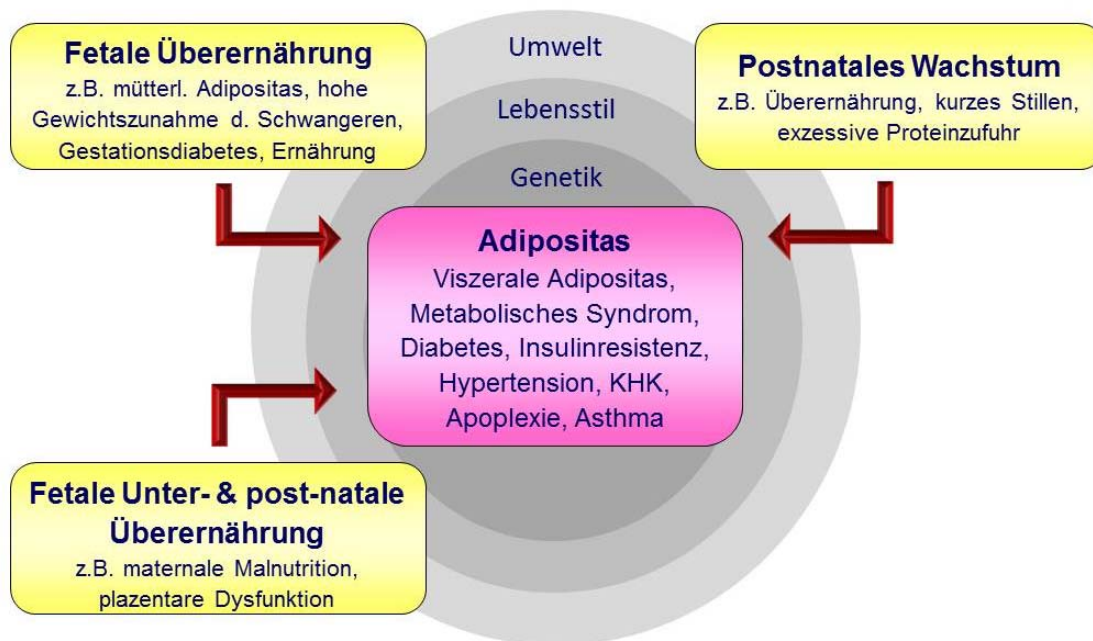 Fetale Überernährung
z.B. mütterl. Adipositas, hohe
Gewichtszunahme d. Schwangeren,
Gestationsdiabetes, Ernährung
Umwelt
Lebensstil
Genetik
Postnatales Wachstum
z.B. Überernährung, kurzes Stillen,
exzessive Proteinzufuhr
Adipositas
Viszerale Adipositas,
Metabolisches Syndrom,
Diabetes, Insulinresistenz,
Hypertension, KHK,
Apoplexie, Asthma
Fetale Unter- & post-natale
Überernährung
z.B. maternale Malnutrition,
plazentare Dysfunktion